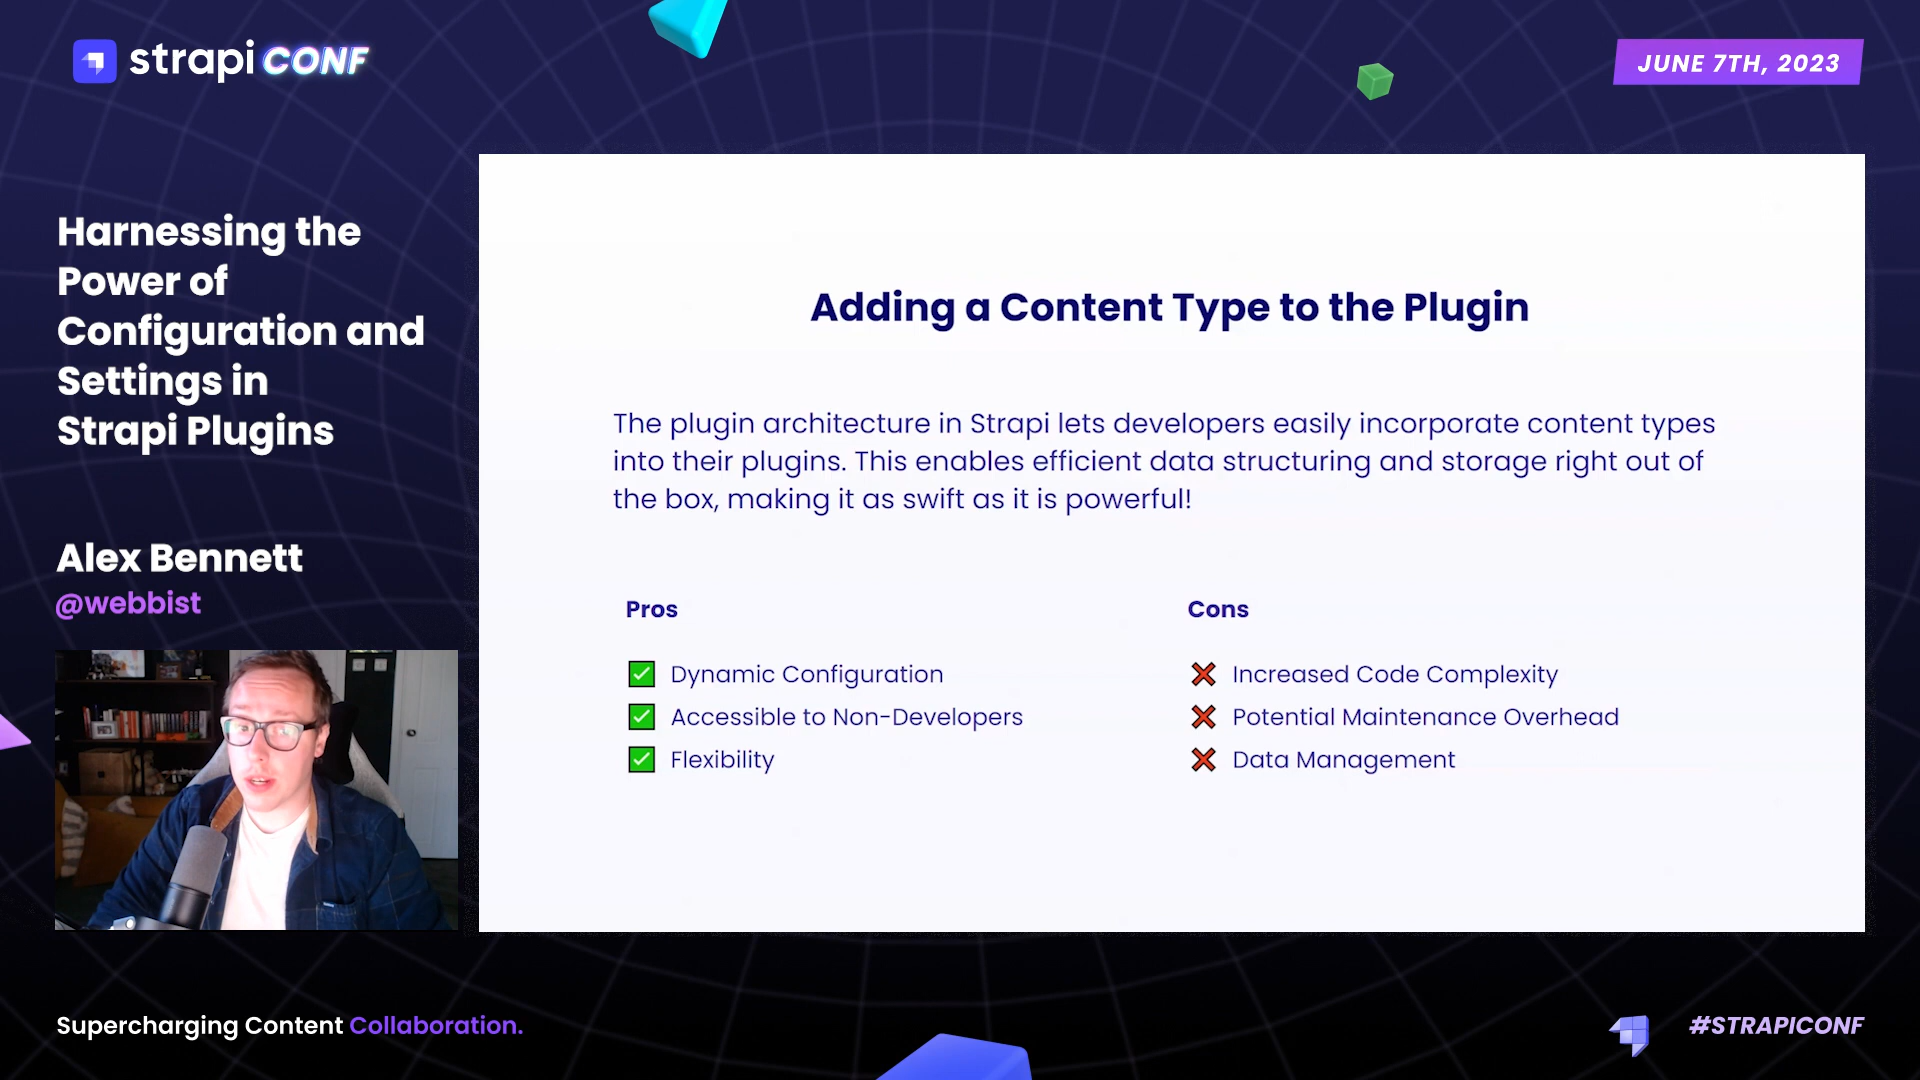 strapi CONF
JUNE 7TH, 2023
Harnessing the
Power of
Configuration and
Settings in
Strapi Plugins
Alex Bennett
@webbist
Adding a Content Type to the Plugin
The plugin architecture in Strapi lets developers easily incorporate content types
into their plugins. This enables efficient data structuring and storage right out of
the box, making it as swift as it is powerful!
Pros
Dynamic Configuration
Accessible to Non-Developers
Flexibility
Cons
Increased Code Complexity
Potential Maintenance Overhead
Data Management
Supercharging Content Collaboration.
#STRAPICONF